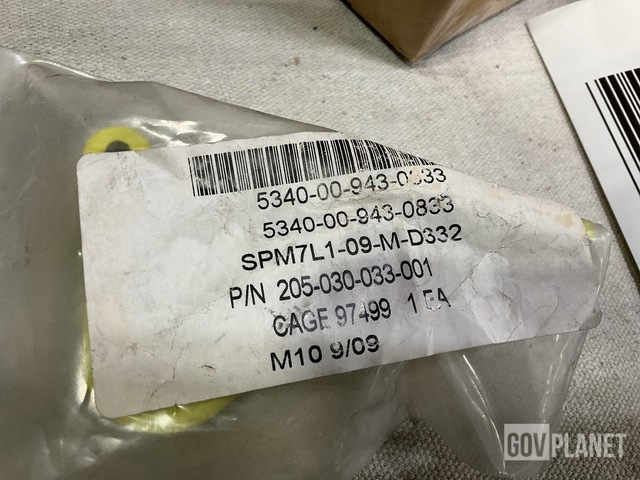 5340-00-943-0833
5340-00-943-0833
SPM7L1-09-M-D332
P/N 205-030-033-001
CAGE 97499 1 EA
M10 9/09
GOVPLANET